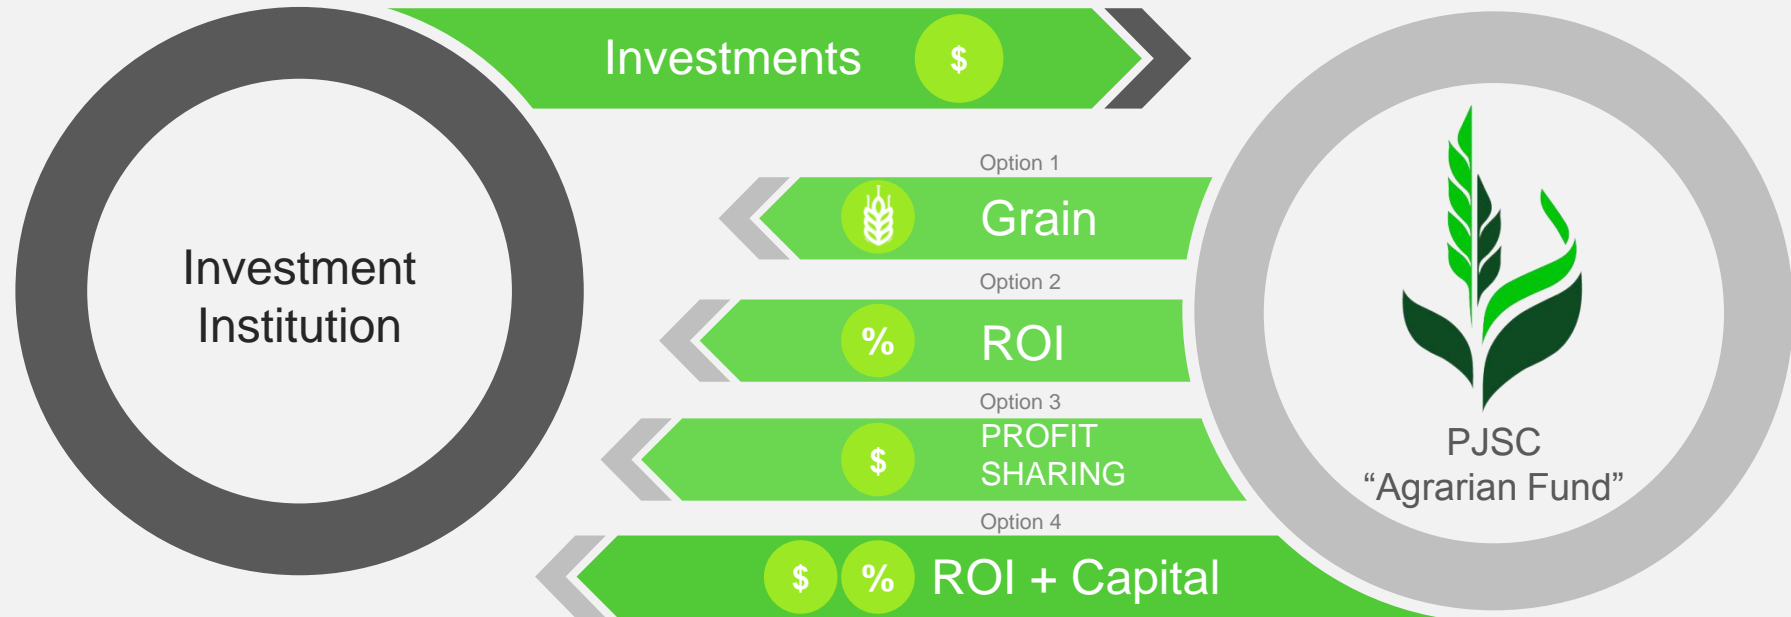 Investments $
Investment
Institution
Option 1
Grain
Option 2
% ROI
Option 3
$ PROFIT
SHARING
Option 4
$ % ROI + Capital
PJSC
“Agrarian Fund”